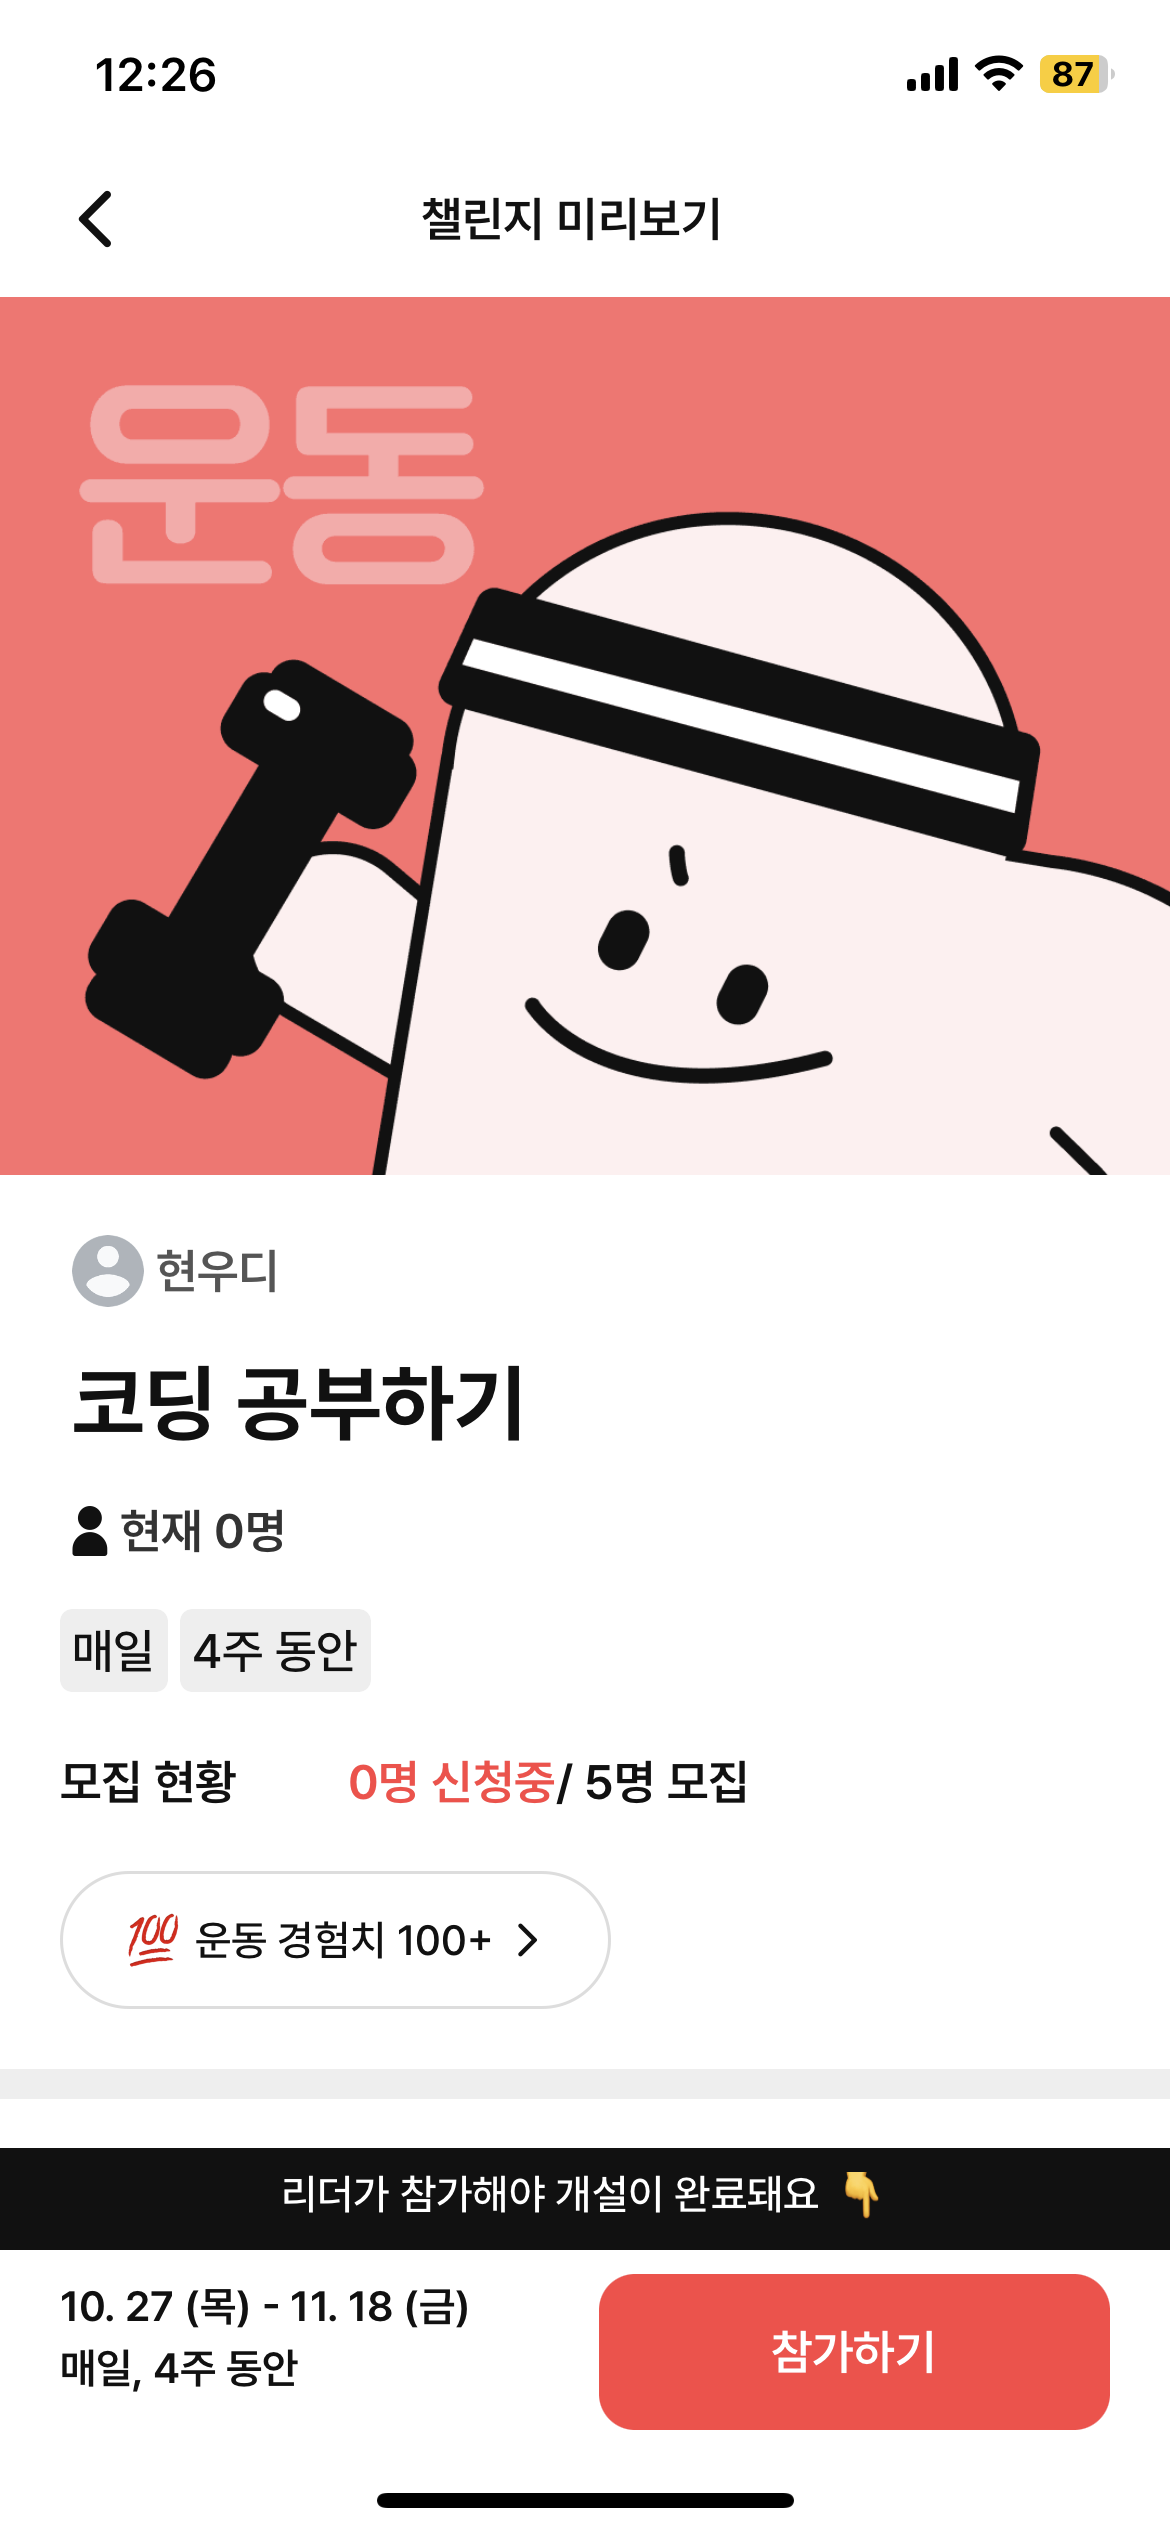 12:26
87
챌린지 미리보기
운동
현우디
코딩 공부하기
현재 0명
매일 4주 동안
모집 현황 0명 신청중/ 5명 모집
💯 운동 경험치 100+ >
리더가 참가해야 개설이 완료돼요 👇
10. 27 (목) - 11. 18 (금)
매일, 4주 동안
참가하기